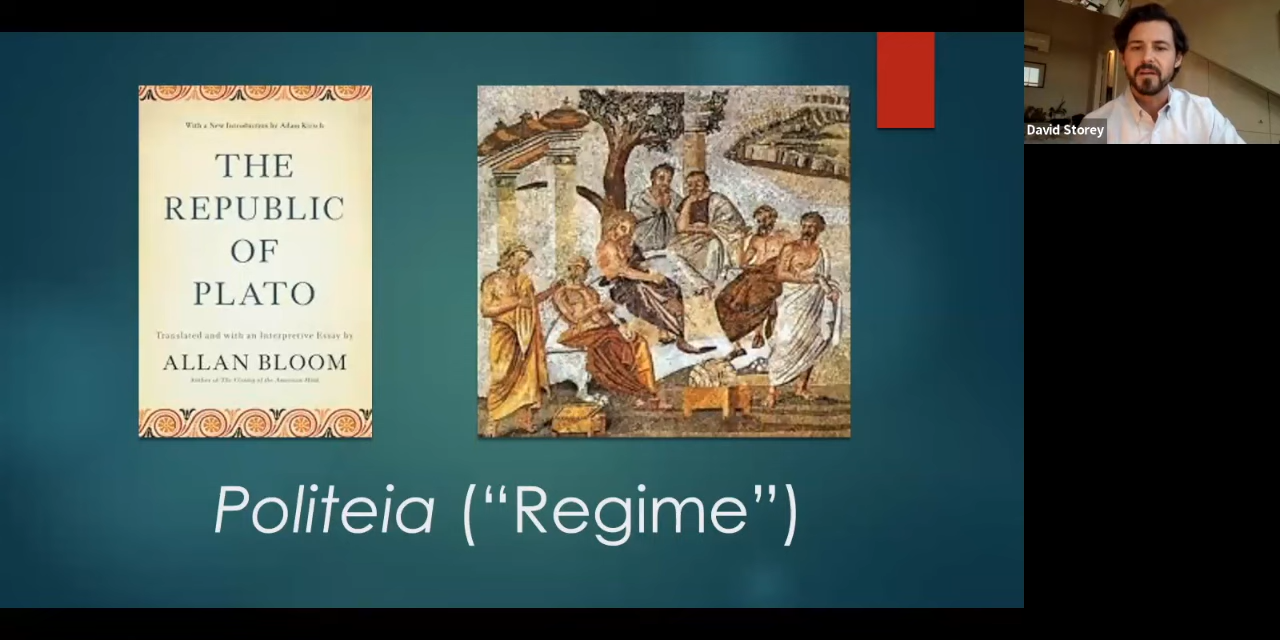 With a New Introduction by Adam Kirsch
THE
REPUBLIC
OF
PLATO
Translated and with an Interpretive Essay by
ALLAN BLOOM
Author of The Closing of the American Mind
Politeia (“Regime”)
David Storey